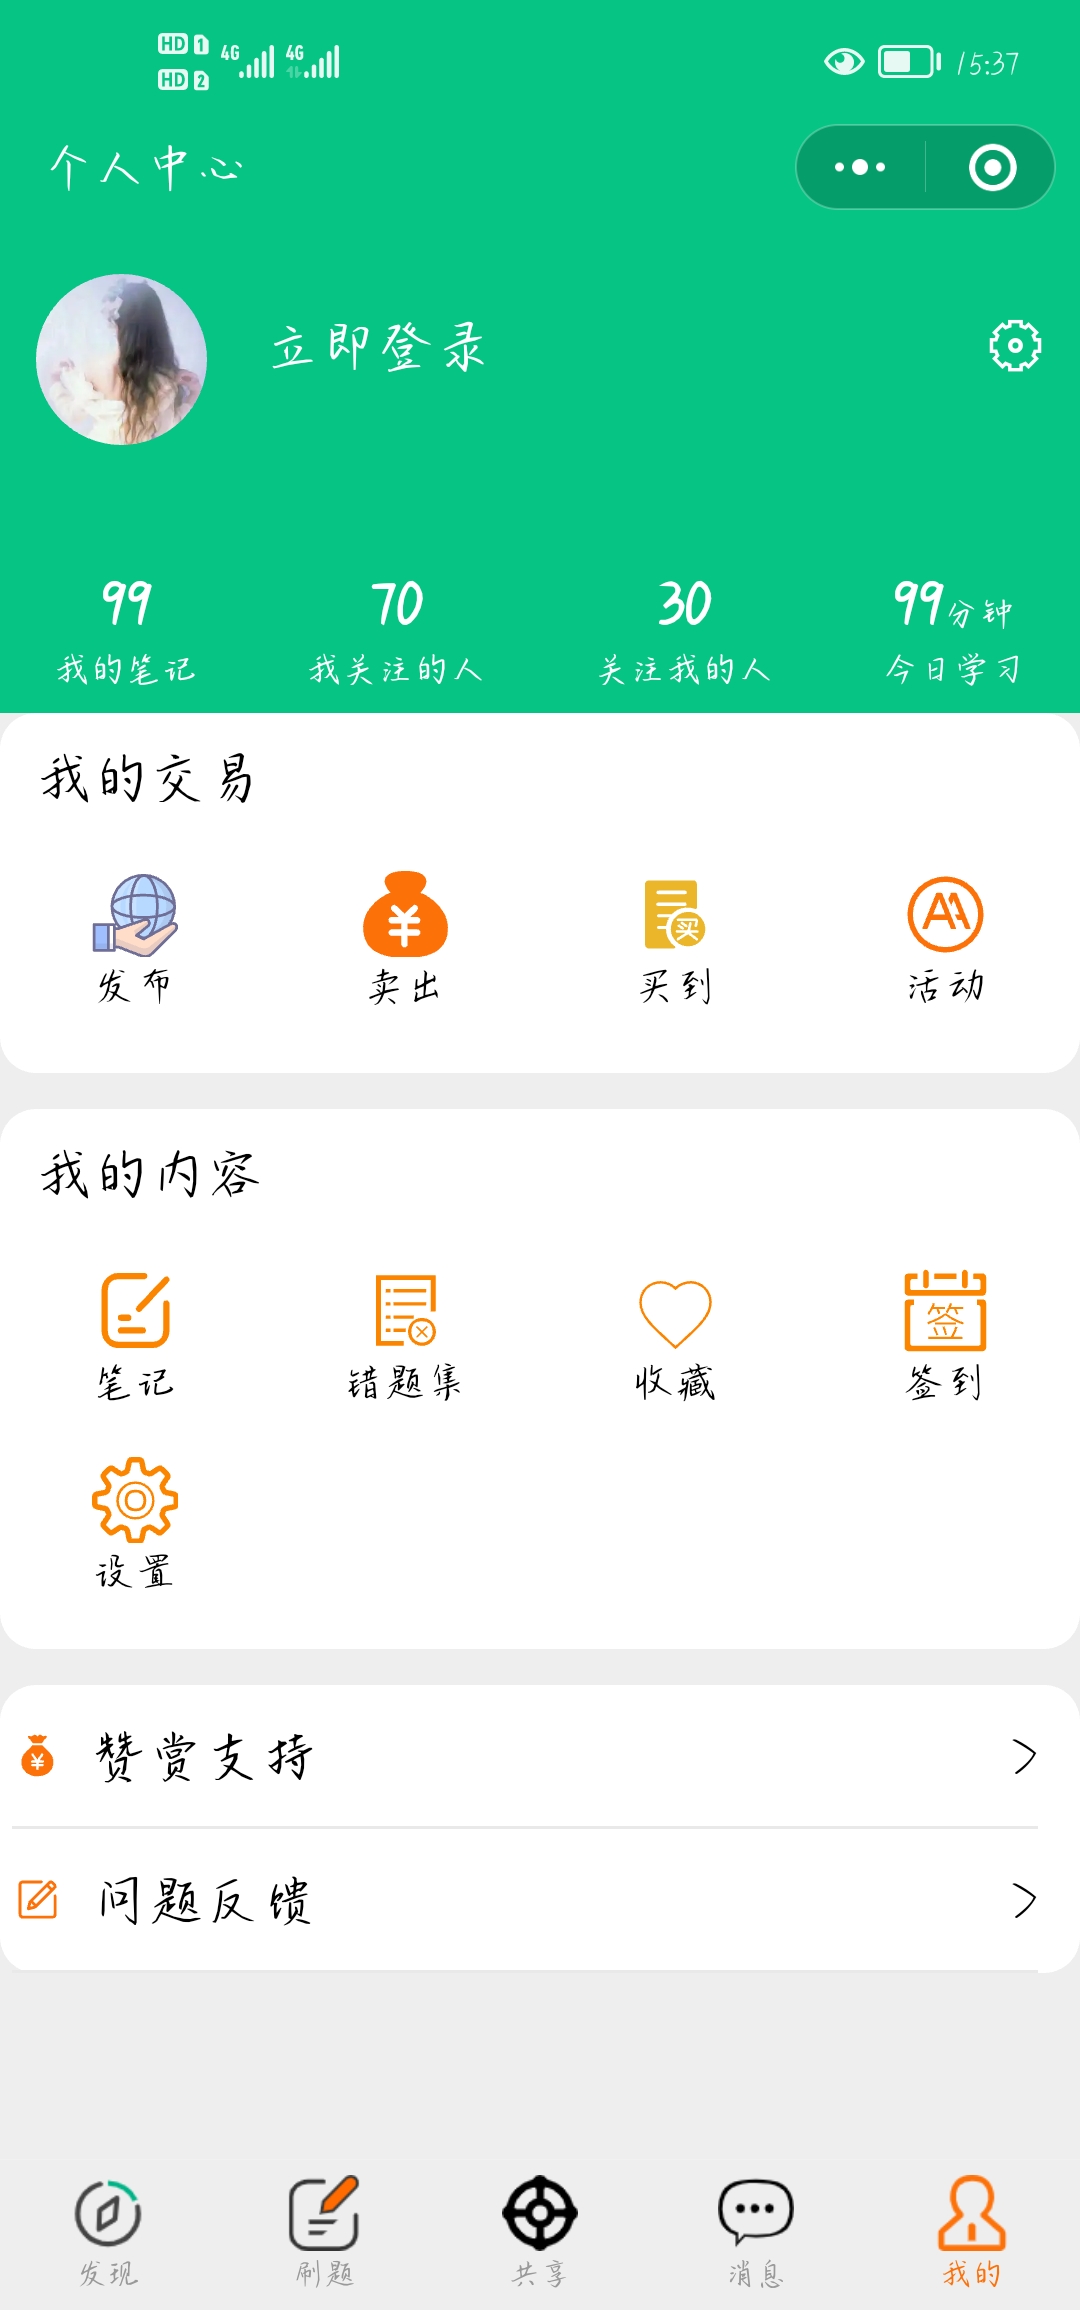 HD 1 4G 4G 15:37
HD 2
个人中心
立即登录
99 70 30 99分钟
我的笔记 我关注的人 关注我的人 今日学习
我的交易
¥ 买
发布 卖出 买到 活动
我的内容
签
笔记 错题集 收藏 签到
设置
¥ 赞赏支持
问题反馈
发现 刷题 共享 消息 我的